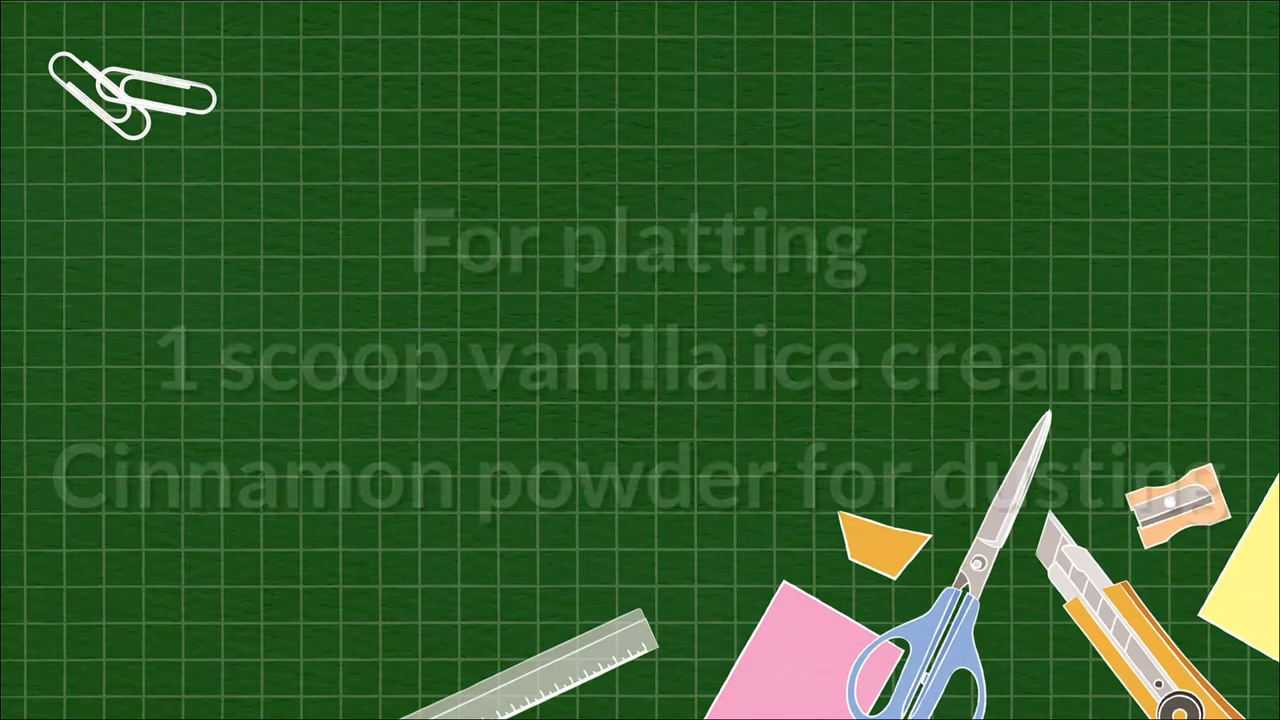 For platting
1 scoop vanilla ice cream
Cinnamon powder for dusting